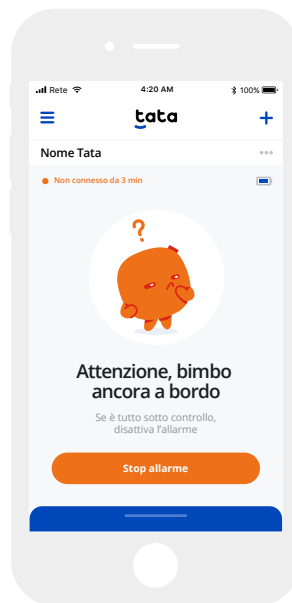 Rete 4:20 AM 100%
tata
Nome Tata
Non connesso da 3 min
?
Attenzione, bimbo
ancora a bordo
Se è tutto sotto controllo,
disattiva l'allarme
Stop allarme